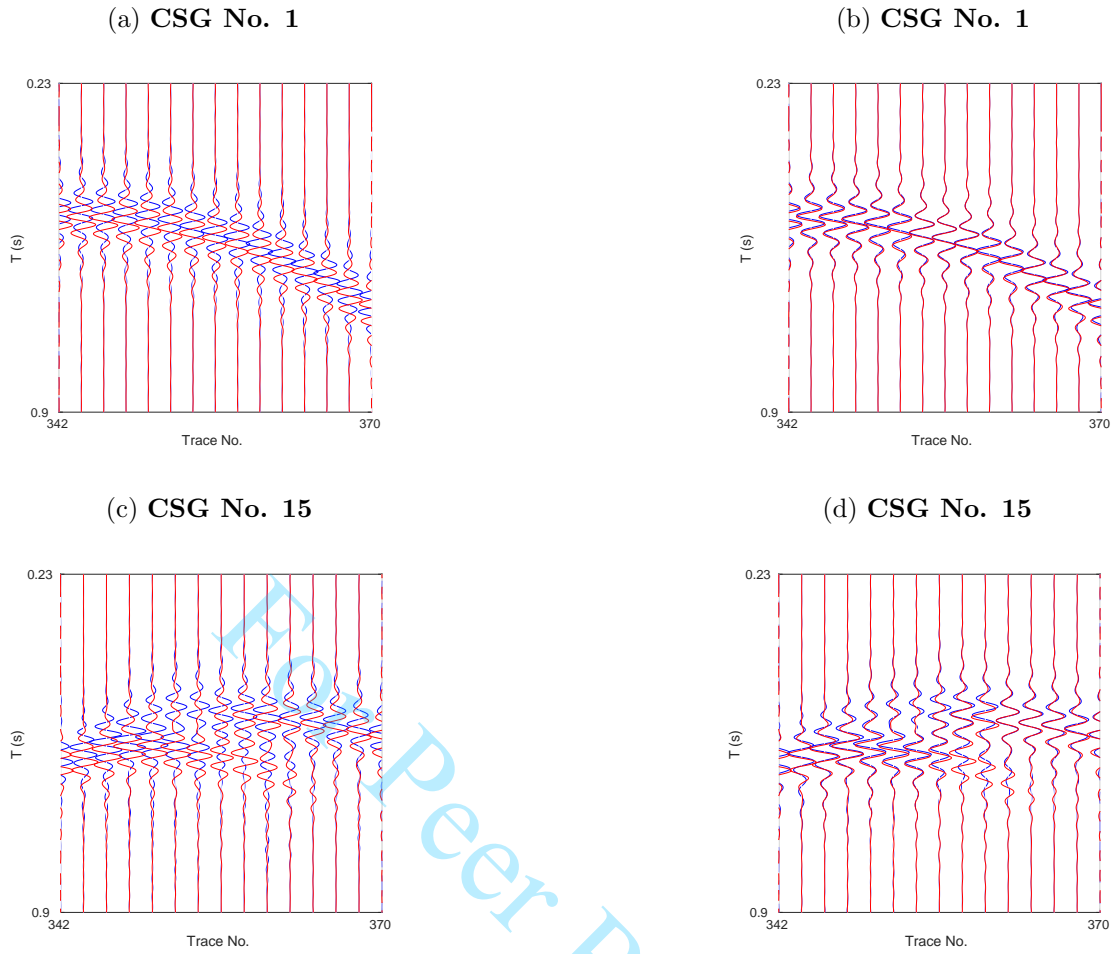 (a) CSG No. 1
(b) CSG No. 1
0.23
T (s)
0.9
342
370
Trace No.
0.23
T (s)
0.9
342
370
Trace No.
(c) CSG No. 15
(d) CSG No. 15
0.23
T (s)
0.9
342
370
Trace No.
0.23
T (s)
0.9
342
370
Trace No.
For Peer